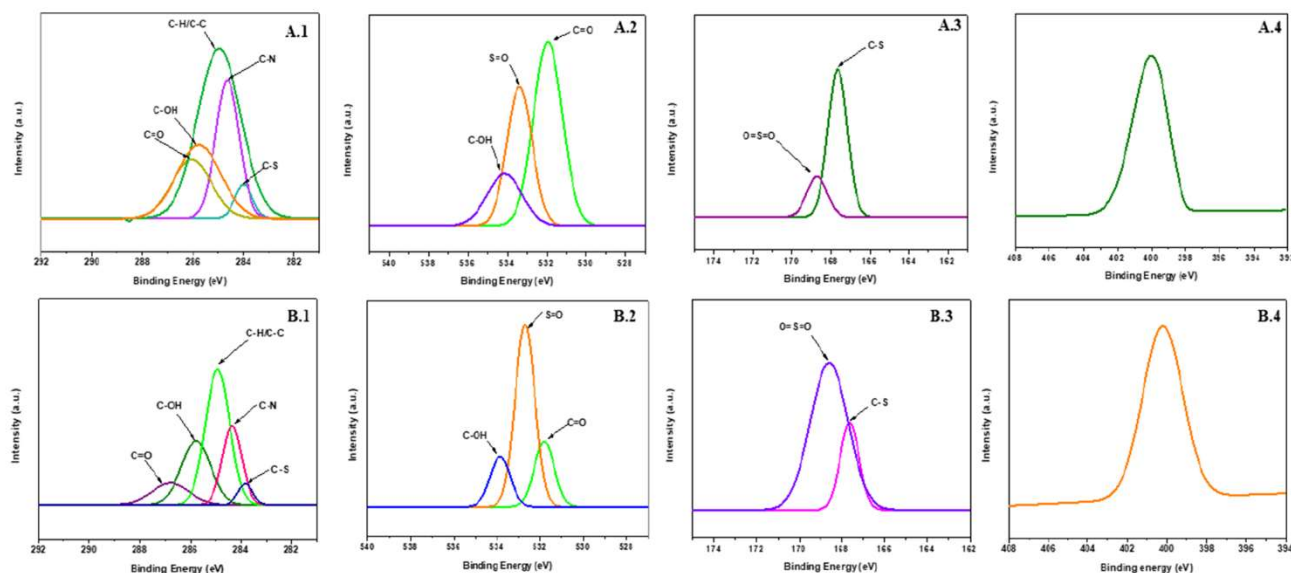 A.1
C-H/C-C
C-N
C-OH
C=O
C-S
Intensity (a.u.)
292 290 288 286 284 282
Binding Energy (eV)
A.2
C=O
S=O
C-OH
Intensity (a.u.)
540 538 536 534 532 530 528 526
Binding Energy (eV)
A.3
C-S
O=S=O
Intensity (a.u.)
174 172 170 168 166 164 162
Binding Energy (eV)
A.4
Intensity (a.u.)
408 406 404 402 400 398 396 394 392
Binding Energy (eV)
B.1
C-H/C-C
C-OH
C-N
C=O
C-S
Intensity (a.u.)
292 290 288 286 284 282
Binding Energy (eV)
B.2
S=O
C-OH
C=O
Intensity (a.u.)
540 538 536 534 532 530 528
Binding Energy (eV)
B.3
O=S=O
C-S
Intensity (a.u.)
174 172 170 168 166 164 162
Binding Energy (eV)
B.4
Intensity (a.u.)
408 406 404 402 400 398 396 394
Binding energy (eV)